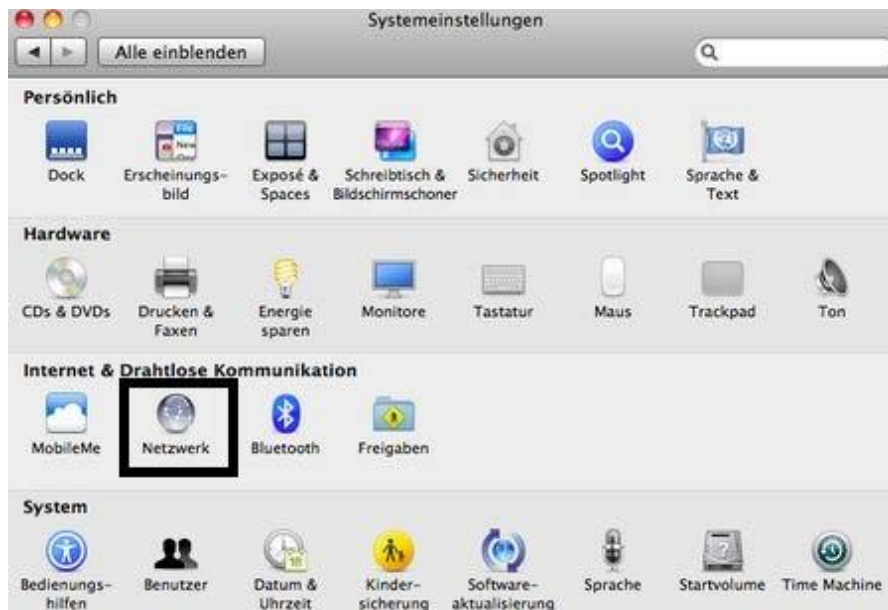 Systemeinstellungen
Alle einblenden
Persönlich
Dock Erscheinungs- Exposé & Schreibtisch & Sicherheit Spotlight Sprache &
bild Spaces Bildschirmschoner Text
Hardware
CDs & DVDs Drucken & Energie Monitore Tastatur Maus Trackpad Ton
Faxen sparen
Internet & Drahtlose Kommunikation
MobileMe Netzwerk Bluetooth Freigaben
System
Bedienungs- Benutzer Datum & Kinder- Software- Sprache Startvolume Time Machine
hilfen Uhrzeit sicherung aktualisierung